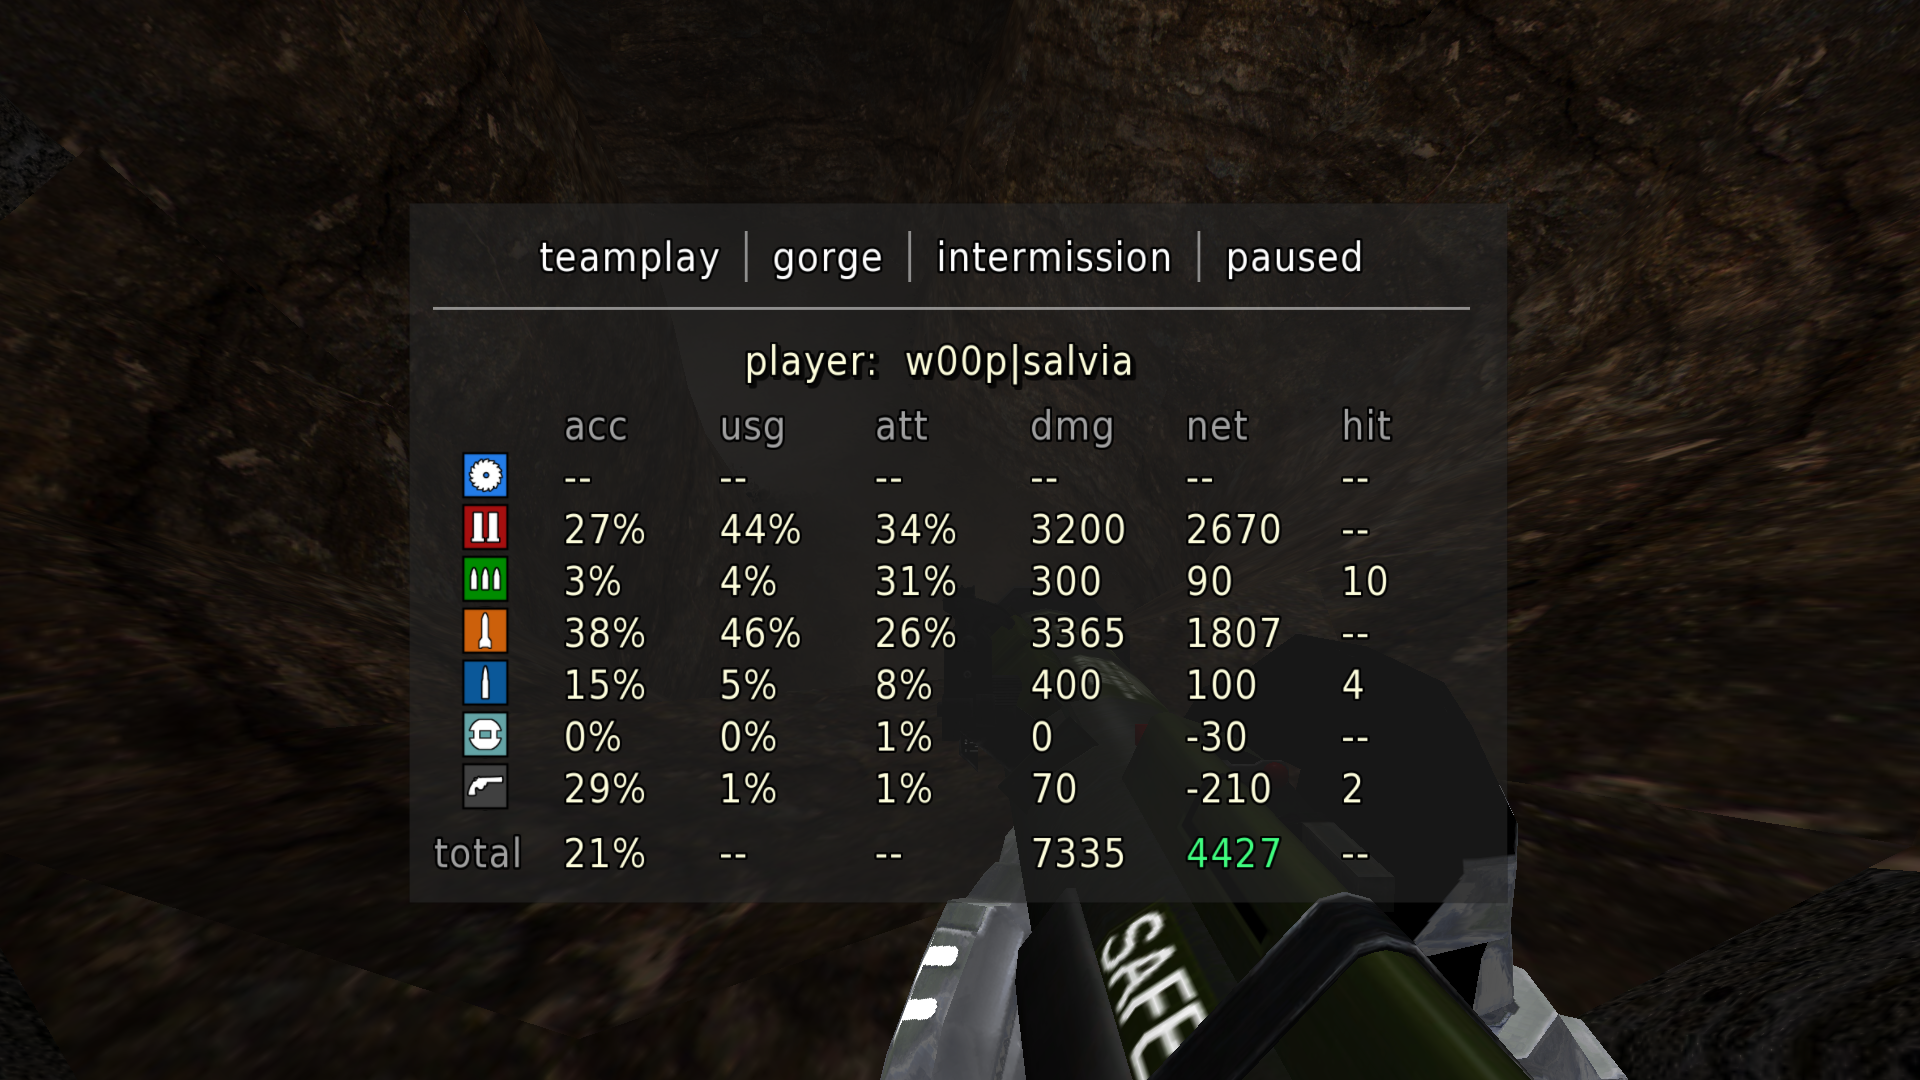 teamplay | gorge | intermission | paused
player: w00p|salvia
acc usg att dmg net hit
-- -- -- -- -- --
27% 44% 34% 3200 2670 --
3% 4% 31% 300 90 10
38% 46% 26% 3365 1807 --
15% 5% 8% 400 100 4
0% 0% 1% 0 -30 --
29% 1% 1% 70 -210 2
total 21% -- -- 7335 4427 --
SAFE